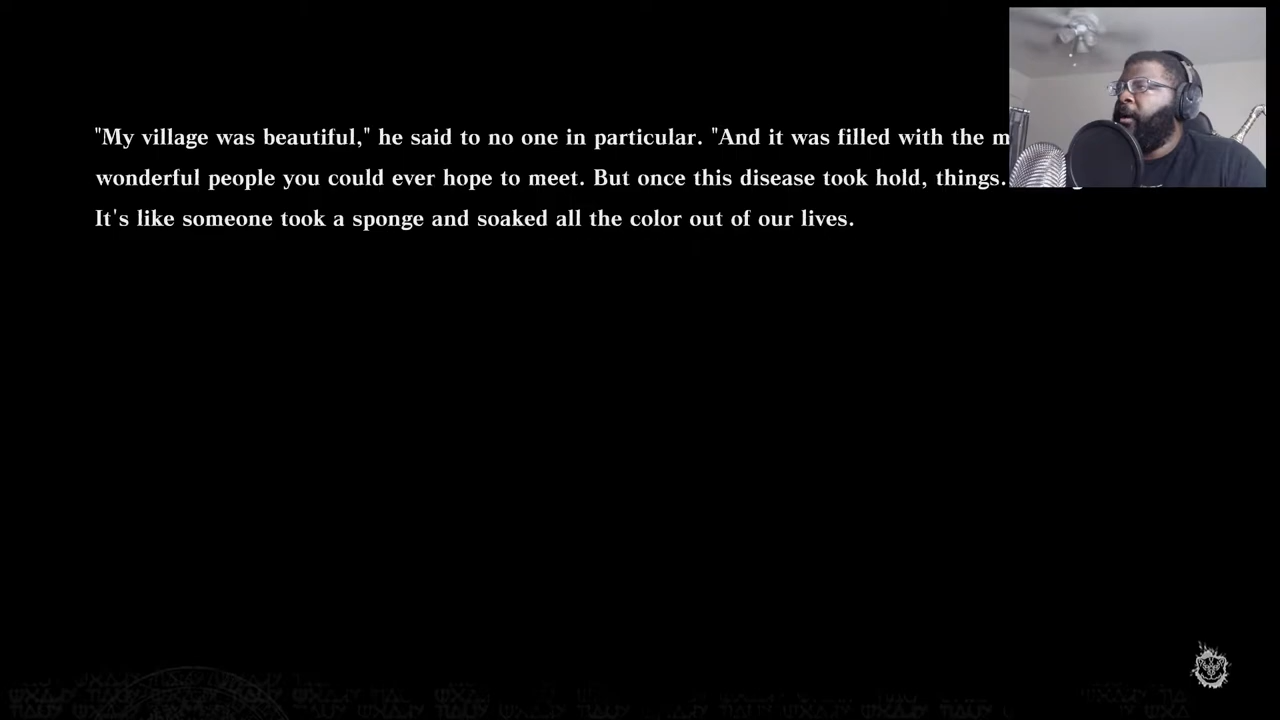 "My village was beautiful," he said to no one in particular. "And it was filled with the
wonderful people you could ever hope to meet. But once this disease took hold, things.
It's like someone took a sponge and soaked all the color out of our lives.